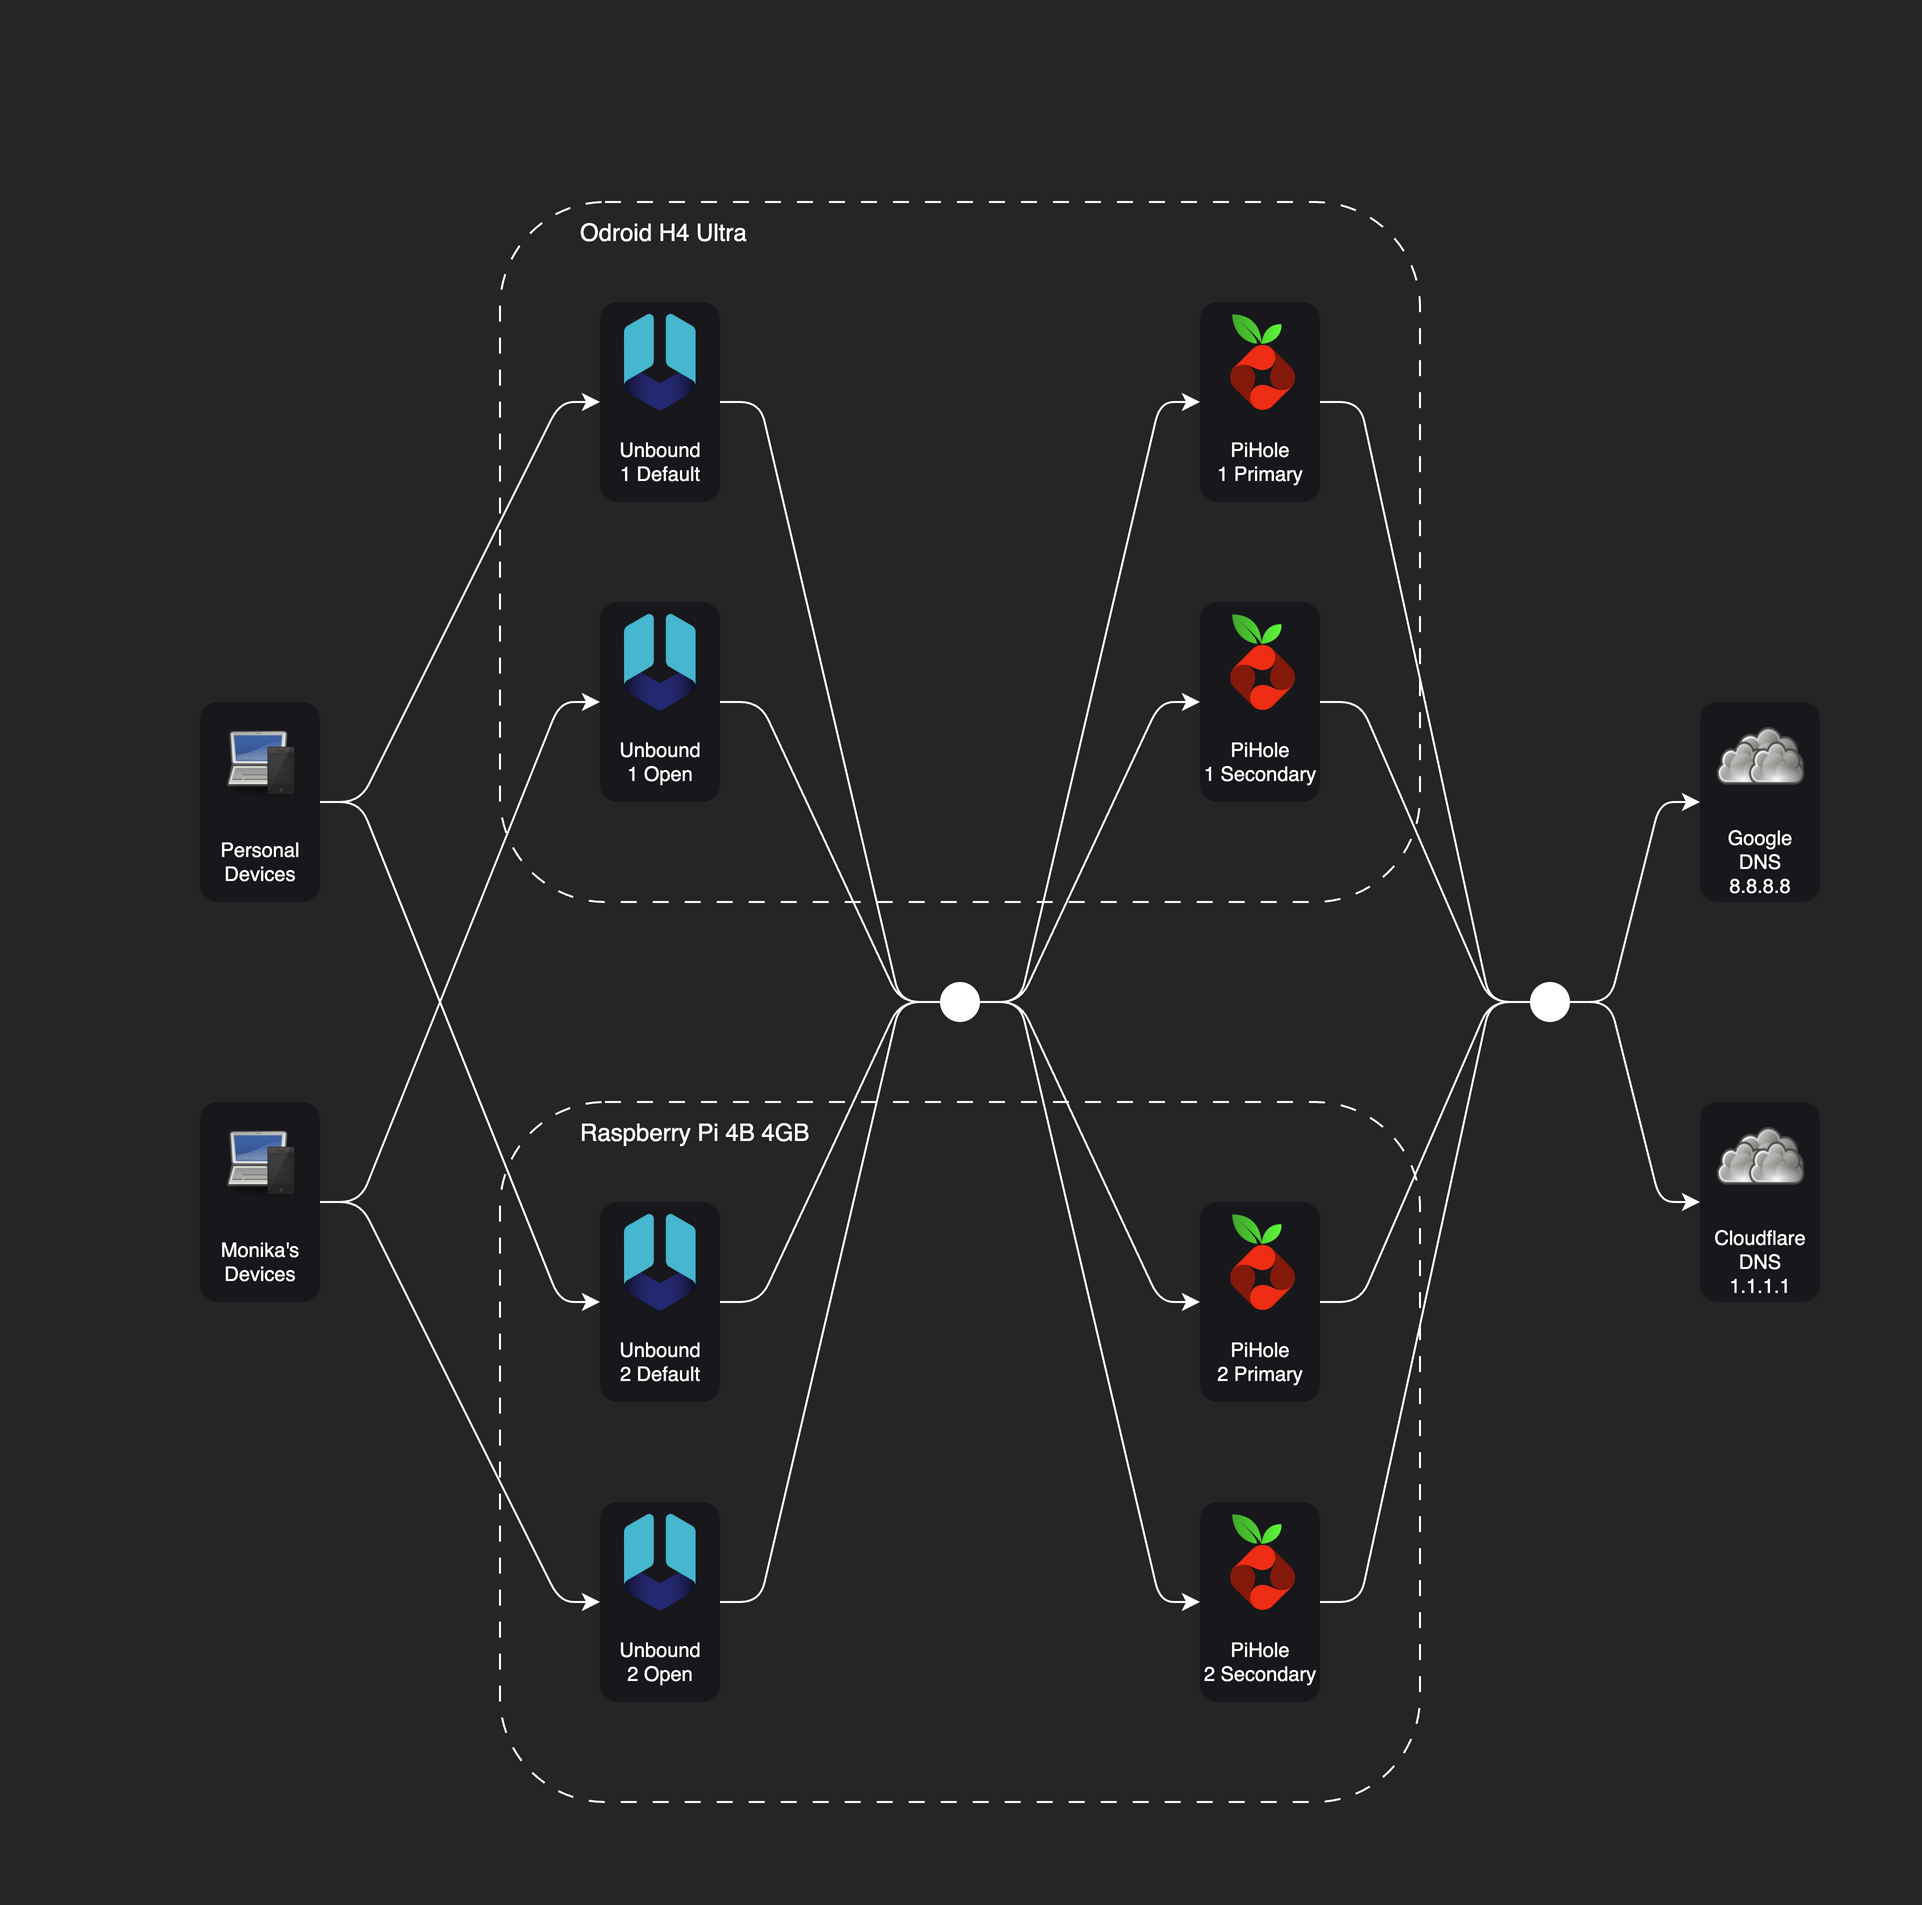 Odroid H4 Ultra
Unbound
1 Default
PiHole
1 Primary
Unbound
1 Open
PiHole
1 Secondary
Personal
Devices
Google
DNS
8.8.8.8
Monika's
Devices
Raspberry Pi 4B 4GB
Cloudflare
DNS
1.1.1.1
Unbound
2 Default
PiHole
2 Primary
Unbound
2 Open
PiHole
2 Secondary